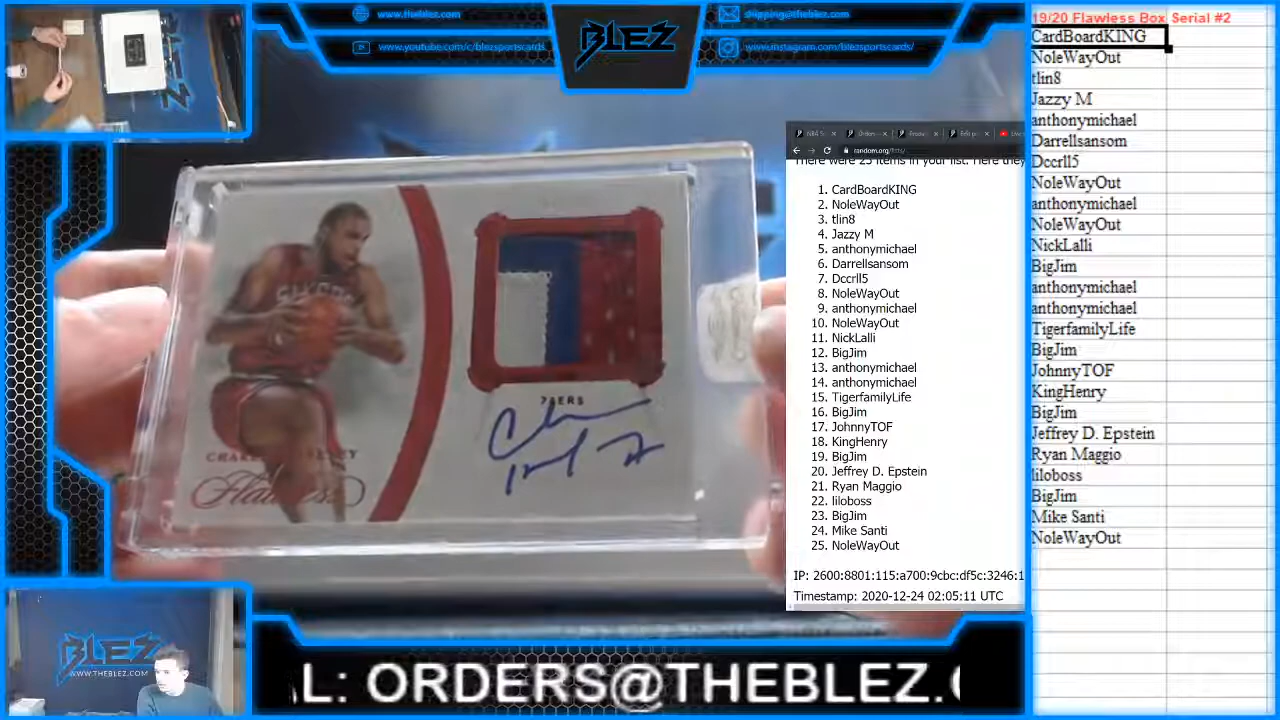 www.theblez.com
www.youtube.com/c/blezsportscards/
BLEZ
shipping@theblez.com
www.instagram.com/blezsportscards/
19/20 Flawless Box Serial #2
CardBoardKING
NoleWayOut
tlin8
Jazzy M
anthonymichael
Darrellsansom
Dccrll5
NoleWayOut
anthonymichael
NoleWayOut
NickLalli
BigJim
anthonymichael
anthonymichael
TigerfamilyLife
BigJim
JohnnyTOF
KingHenry
BigJim
Jeffrey D. Epstein
Ryan Maggio
liloboss
BigJim
Mike Santi
NoleWayOut
random.org/lists/
There were 25 items in your list. Here they
1. CardBoardKING
2. NoleWayOut
3. tlin8
4. Jazzy M
5. anthonymichael
6. Darrellsansom
7. Dccrll5
8. NoleWayOut
9. anthonymichael
10. NoleWayOut
11. NickLalli
12. BigJim
13. anthonymichael
14. anthonymichael
15. TigerfamilyLife
16. BigJim
17. JohnnyTOF
18. KingHenry
19. BigJim
20. Jeffrey D. Epstein
21. Ryan Maggio
22. liloboss
23. BigJim
24. Mike Santi
25. NoleWayOut
IP: 2600:8801:115:a700:9cbc:df5c:3246:1
Timestamp: 2020-12-24 02:05:11 UTC
SIXERS
76ERS
Flawless
BLEZ
WWW.THEBLEZ.COM
L: ORDERS@THEBLEZ.